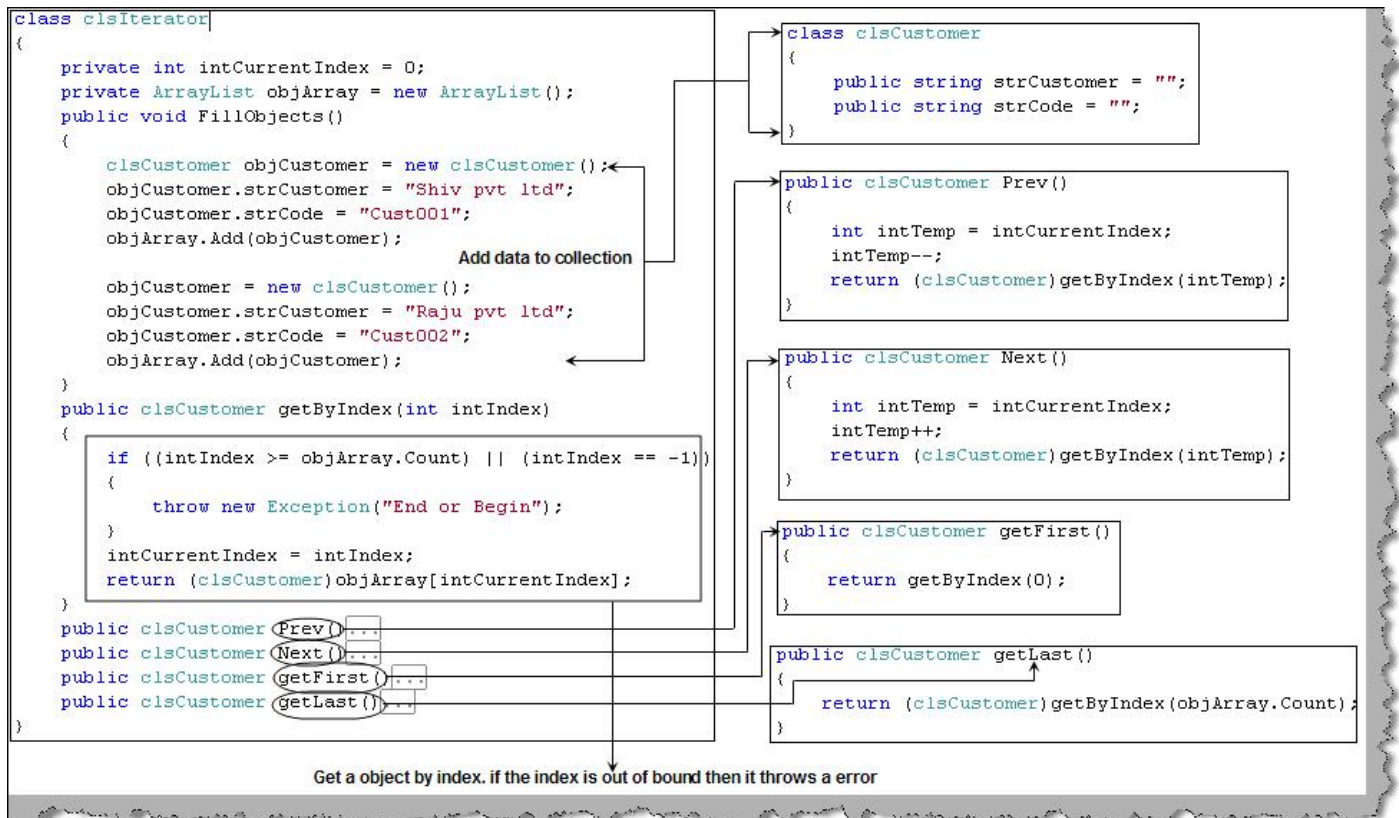 class clsIterator
{
private int intCurrentIndex = 0;
private ArrayList objArray = new ArrayList();
public void FillObjects()
{
clsCustomer objCustomer = new clsCustomer();
objCustomer.strCustomer = "Shiv pvt ltd";
objCustomer.strCode = "Cust001";
objArray.Add(objCustomer);
Add data to collection
objCustomer = new clsCustomer();
objCustomer.strCustomer = "Raju pvt ltd";
objCustomer.strCode = "Cust002";
objArray.Add(objCustomer);
}
public clsCustomer getByIndex(int intIndex)
{
if ((intIndex >= objArray.Count) || (intIndex == -1))
{
throw new Exception("End or Begin");
}
intCurrentIndex = intIndex;
return (clsCustomer)objArray[intCurrentIndex];
}
public clsCustomer Prev()...
public clsCustomer Next()...
public clsCustomer getFirst()...
public clsCustomer getLast()...
}
class clsCustomer
{
public string strCustomer = "";
public string strCode = "";
}
public clsCustomer Prev()
{
int intTemp = intCurrentIndex;
intTemp--;
return (clsCustomer)getByIndex(intTemp);
}
public clsCustomer Next()
{
int intTemp = intCurrentIndex;
intTemp++;
return (clsCustomer)getByIndex(intTemp);
}
public clsCustomer getFirst()
{
return getByIndex(0);
}
public clsCustomer getLast()
{
return (clsCustomer)getByIndex(objArray.Count);
}
Get a object by index. if the index is out of bound then it throws a error